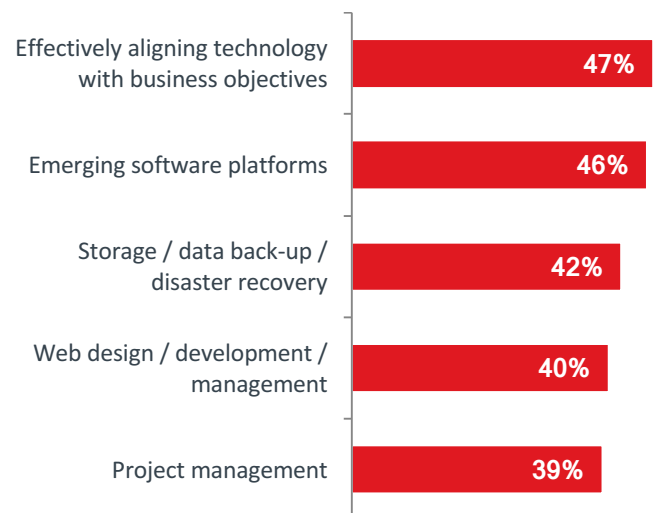 Effectively aligning technology
with business objectives
47%
Emerging software platforms
46%
Storage / data back-up /
disaster recovery
42%
Web design / development /
management
40%
Project management
39%